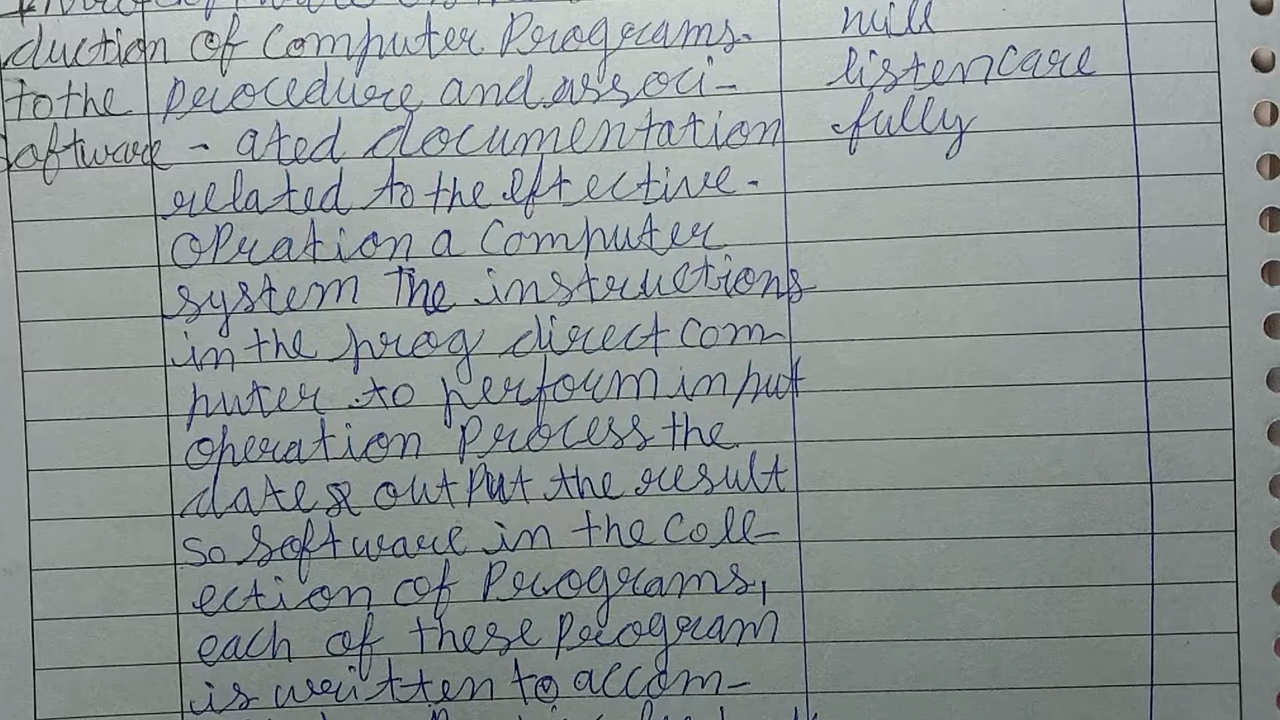 duction of Computer Programs. will
to the procedure and associ- listen care
software - ated documentation fully
related to the effective.
opration a computer
system The instructions
in the prog direct com-
puter to perform input
operation process the
date & out put the result
so software in the coll-
ection of Programs,
each of these program
is written to accom-